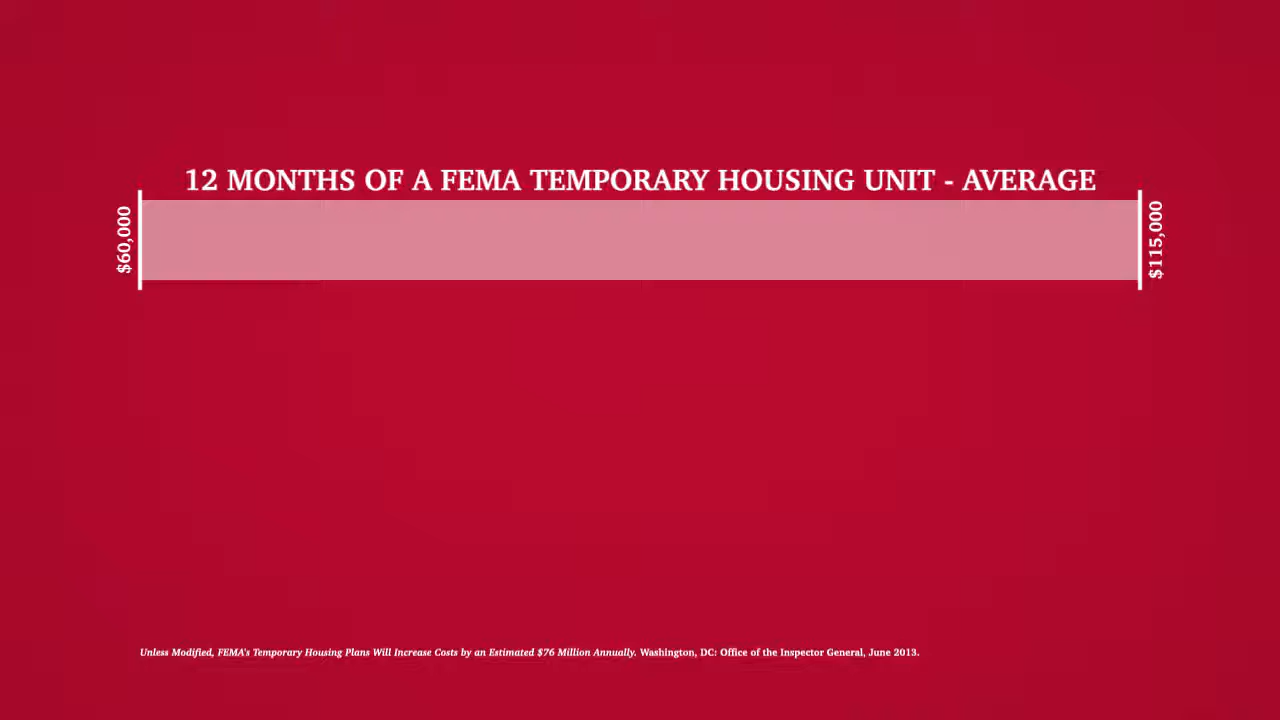 12 MONTHS OF A FEMA TEMPORARY HOUSING UNIT - AVERAGE
$60,000
$115,000
Unless Modified, FEMA's Temporary Housing Plans Will Increase Costs by an Estimated $76 Million Annually. Washington, DC: Office of the Inspector General, June 2013.